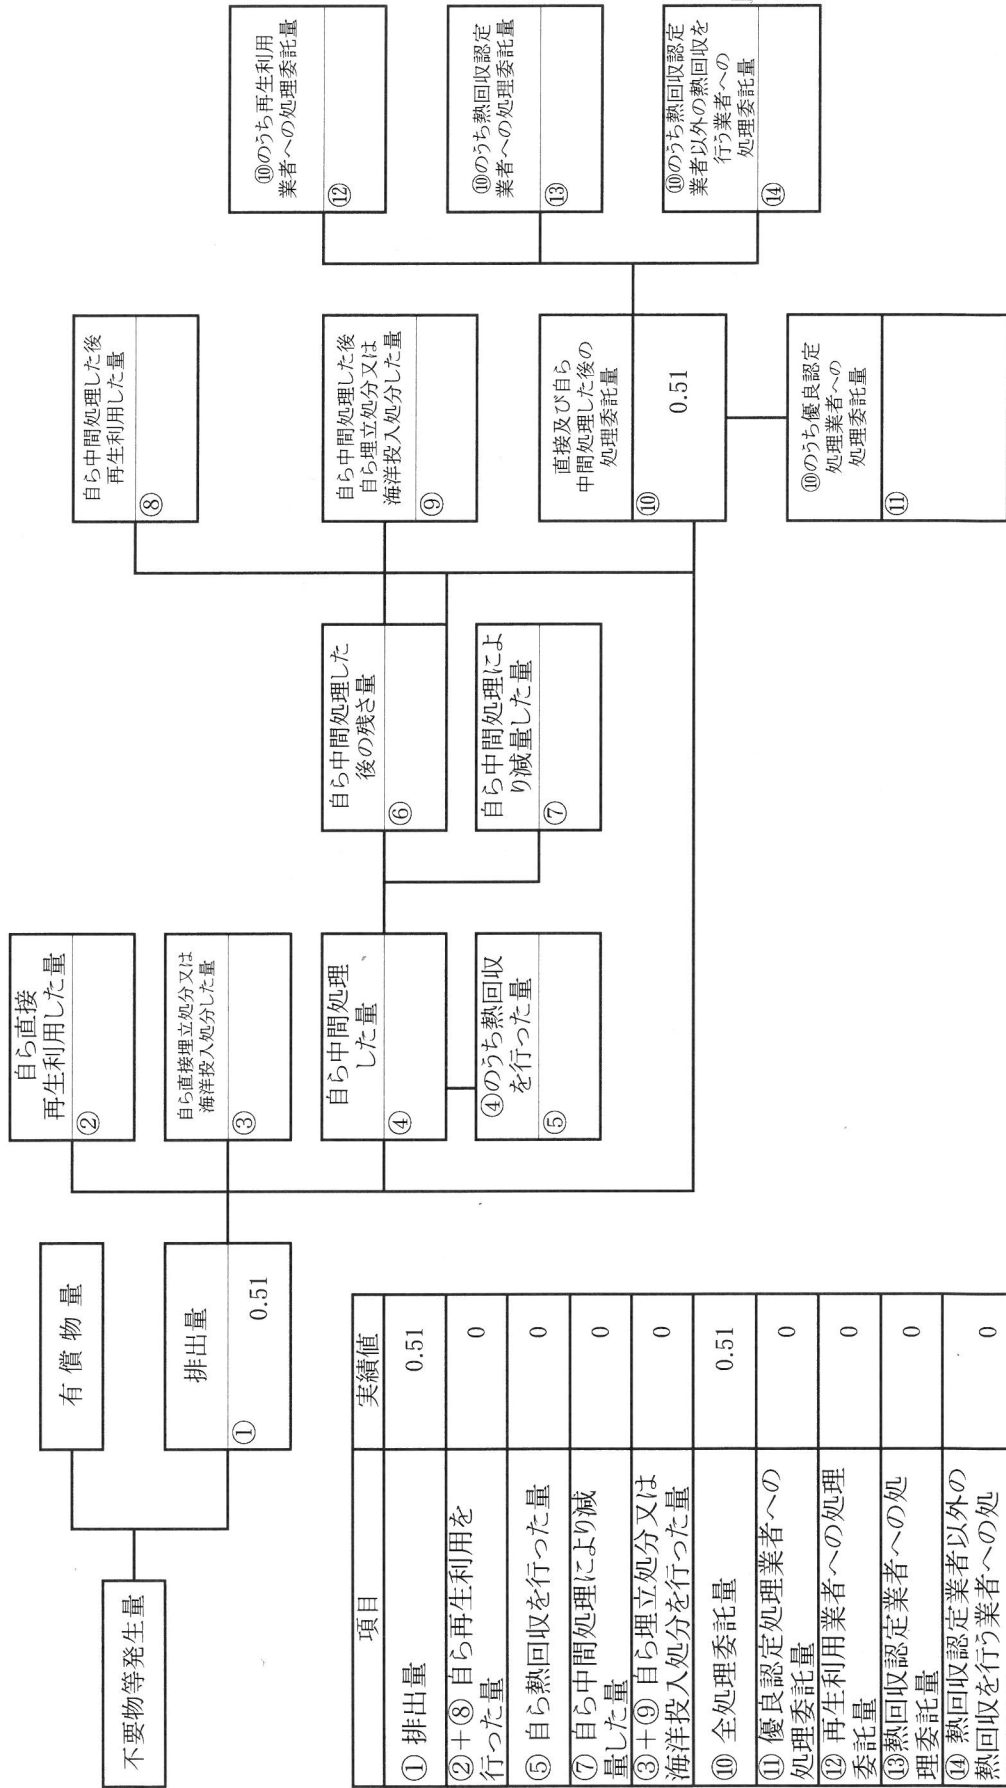 不要物等発生量
有償物量
排出量
①
0.51
自ら直接
再生利用した量
②
自ら直接埋立処分又は
海洋投入処分した量
③
自ら中間処理
した量
④
④のうち熱回収
を行った量
⑤
自ら中間処理した
後の残さ量
⑥
自ら中間処理によ
り減量した量
⑦
自ら中間処理した後
再生利用した量
⑧
自ら中間処理した後
自ら埋立処分又は
海洋投入処分した量
⑨
直接及び自ら
中間処理した後の
処理委託量
⑩
0.51
⑩のうち優良認定
処理業者への
処理委託量
⑪
⑩のうち再生利用
業者への処理委託量
⑫
⑩のうち熱回収認定
業者への処理委託量
⑬
⑩のうち熱回収認定
業者以外の熱回収を
行う業者への
処理委託量
⑭
項目 実績値
① 排出量 0.51
②＋⑧ 自ら再生利用を
行った量 0
⑤ 自ら熱回収を行った量 0
⑦ 自ら中間処理により減
量した量 0
③＋⑨ 自ら埋立処分又は
海洋投入処分を行った量 0
⑩ 全処理委託量 0.51
⑪ 優良認定処理業者への
処理委託量 0
⑫ 再生利用業者への処理
委託量 0
⑬熱回収認定業者への処
理委託量 0
⑭ 熱回収認定業者以外の
熱回収を行う業者への処 0